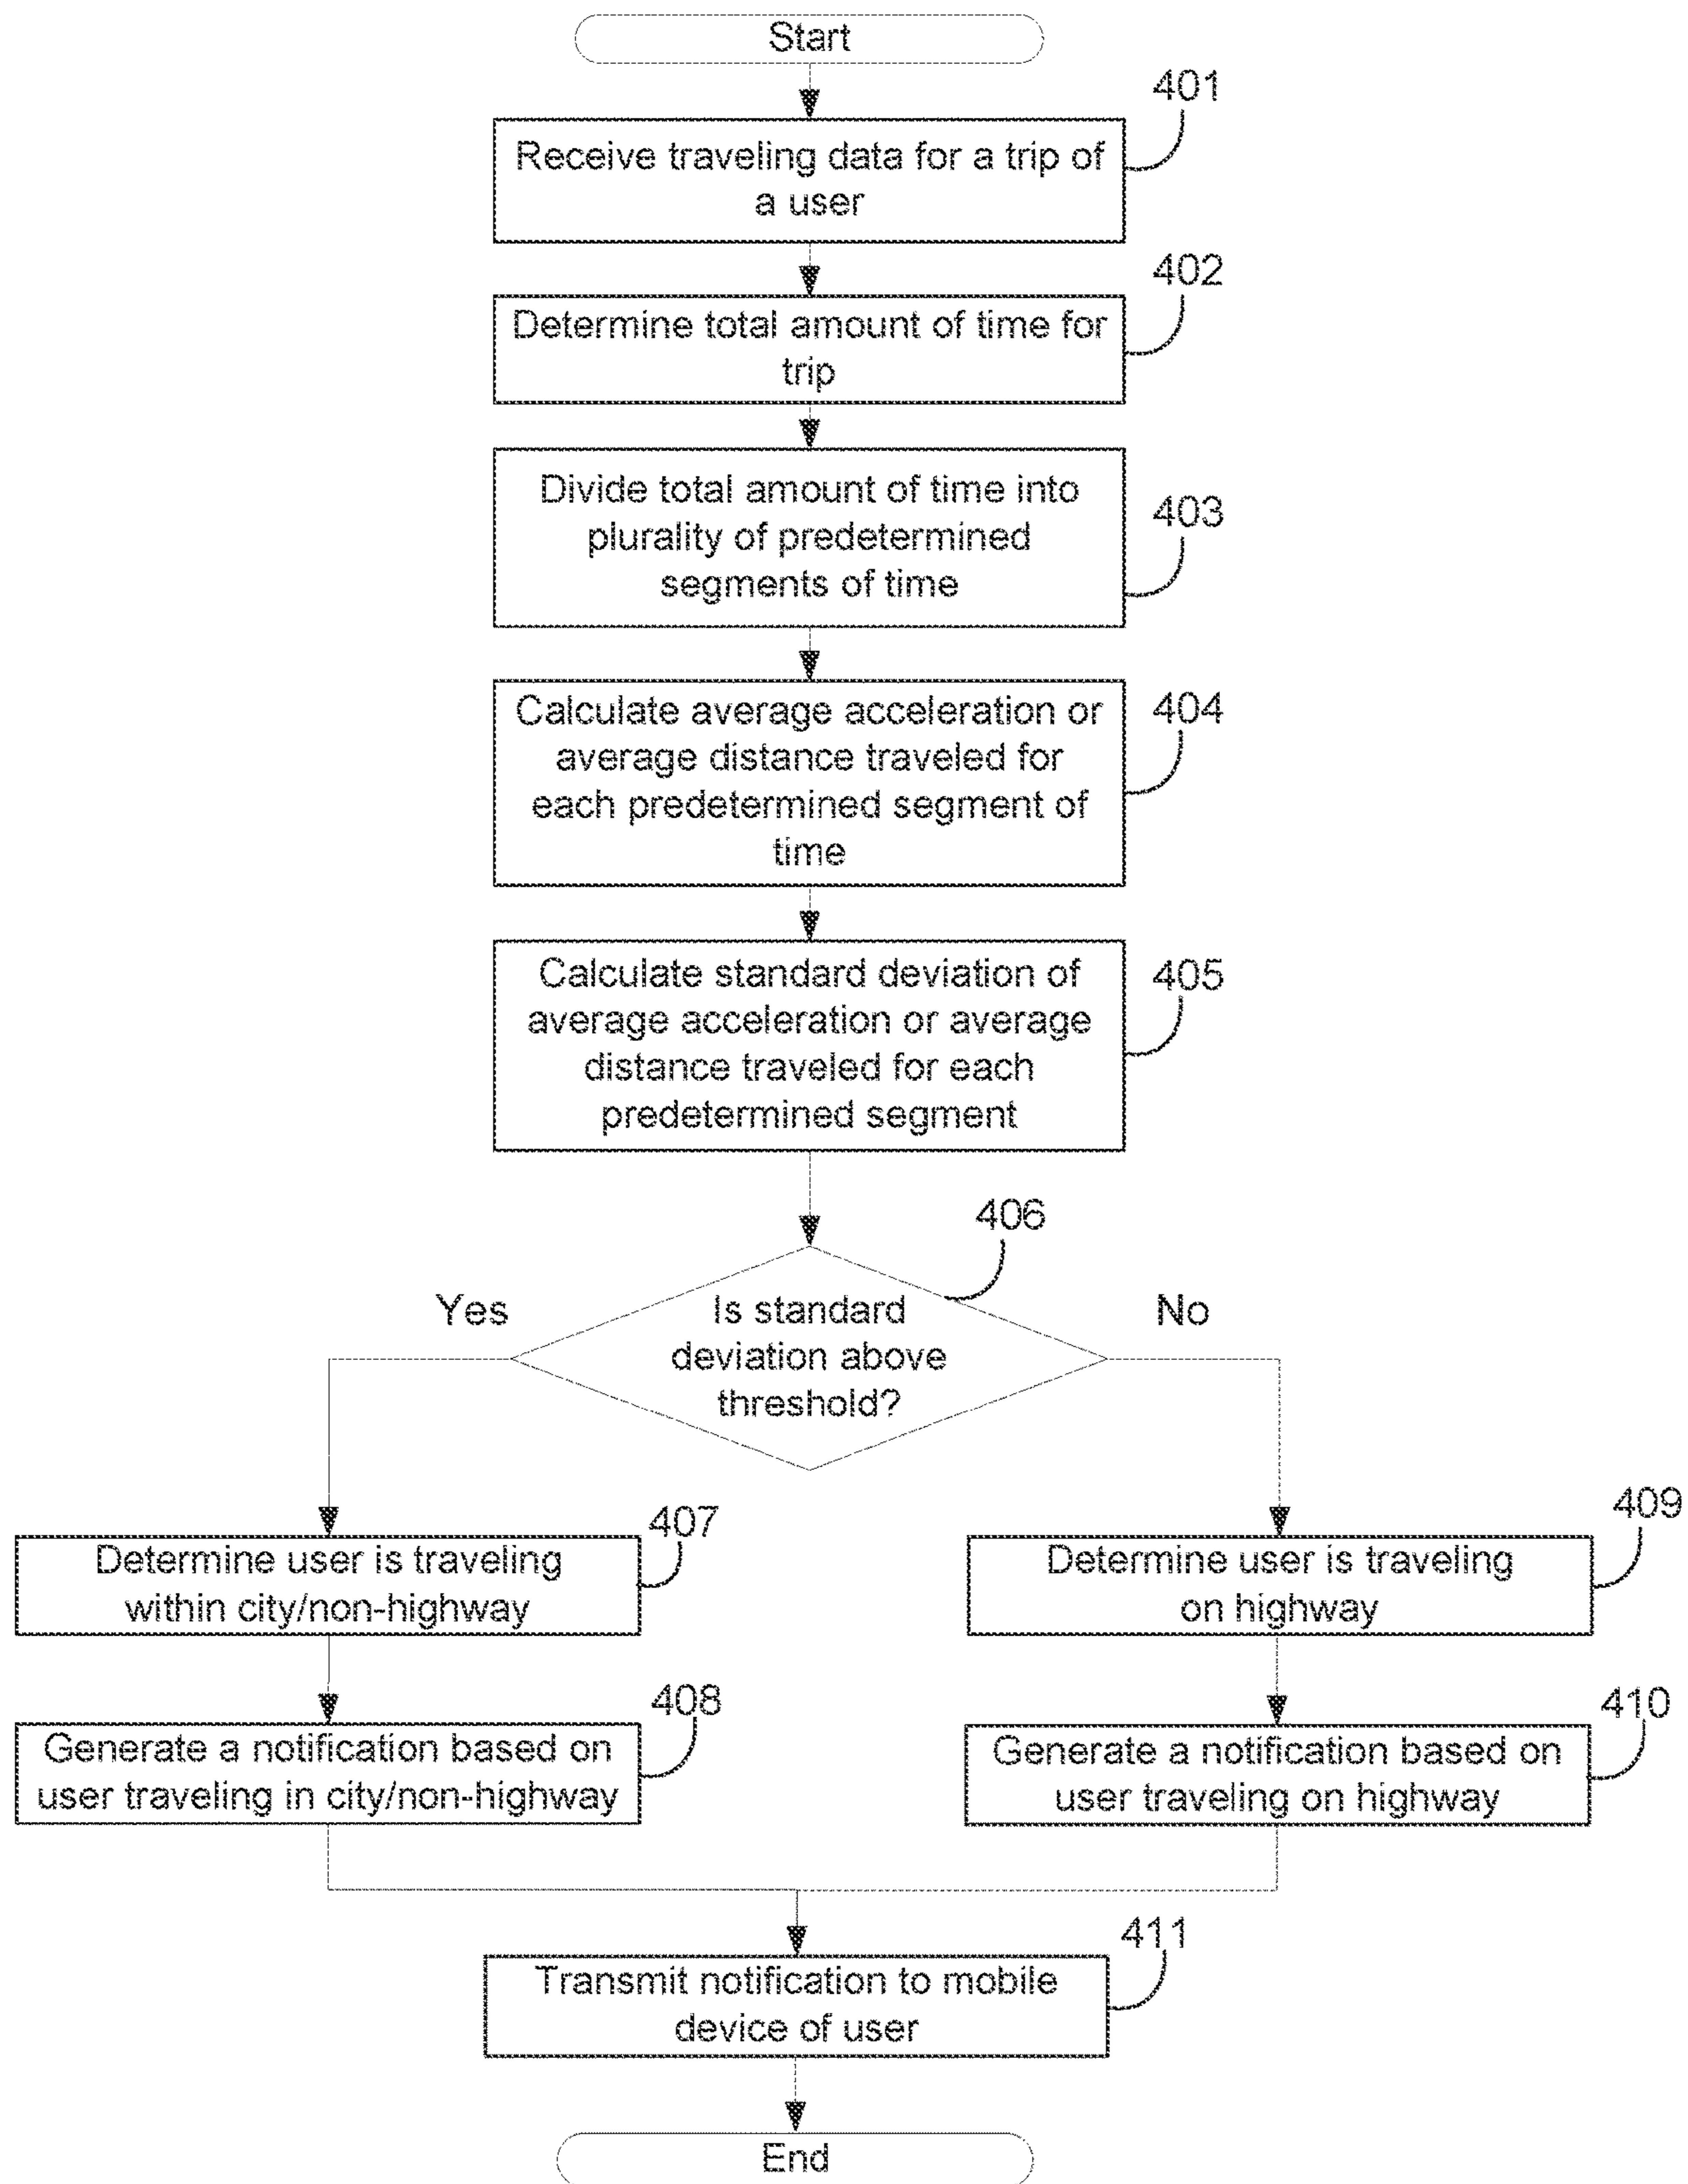 Start
401
Receive traveling data for a trip of
a user
402
Determine total amount of time for
trip
403
Divide total amount of time into
plurality of predetermined
segments of time
404
Calculate average acceleration or
average distance traveled for
each predetermined segment of
time
405
Calculate standard deviation of
average acceleration or average
distance traveled for each
predetermined segment
406
Yes
Is standard
deviation above
threshold?
No
407
Determine user is traveling
within city/non-highway
409
Determine user is traveling
on highway
408
Generate a notification based on
user traveling in city/non-highway
410
Generate a notification based on
user traveling on highway
411
Transmit notification to mobile
device of user
End